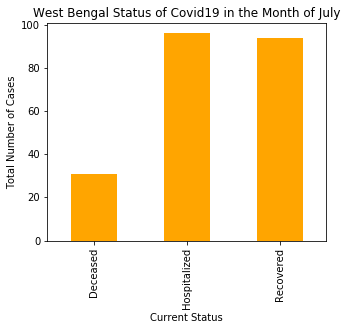 West Bengal Status of Covid19 in the Month of July
Total Number of Cases
100
80
60
40
20
0
Deceased
Hospitalized
Recovered
Current Status